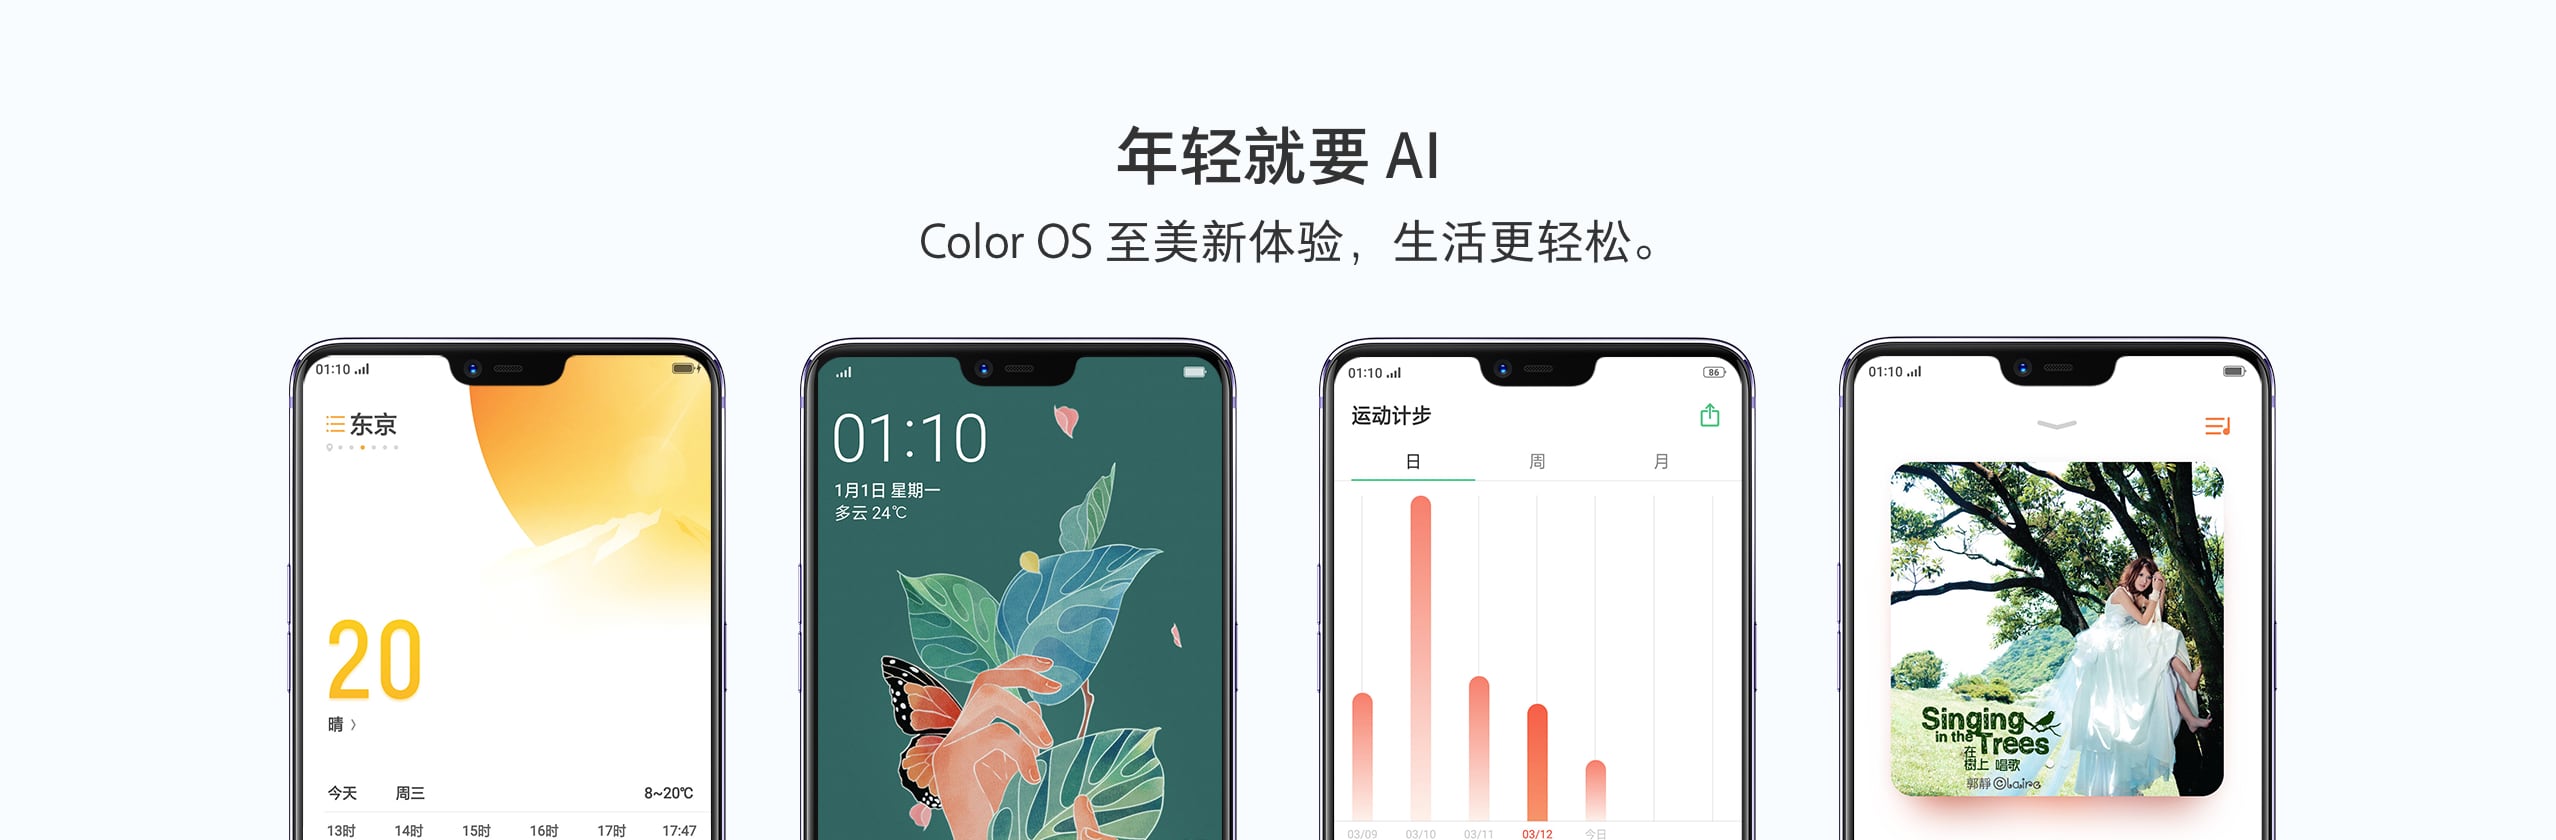 年轻就要 AI
Color OS 至美新体验，生活更轻松。
01:10
东京
20
晴
今天 周三 8~20℃
13时 14时 15时 16时 17时 17:47
01:10
1月1日 星期一
多云 24℃
01:10 86
运动计步
日 周 月
03/09 03/10 03/11 03/12 今日
01:10
Singing
in the Trees
在
樹上 唱歌
郭靜 Claire